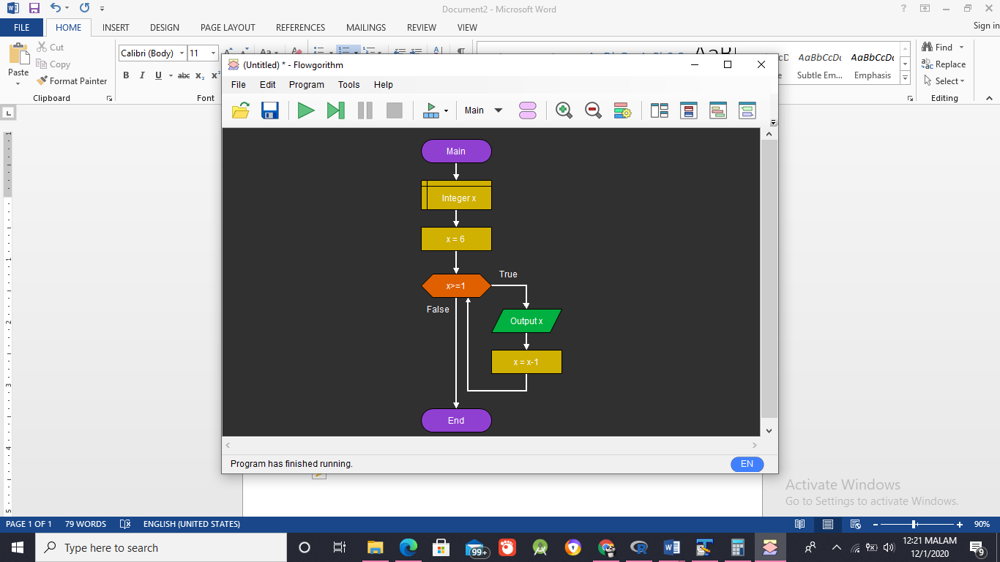 Document2 - Microsoft Word
FILE HOME INSERT DESIGN PAGE LAYOUT REFERENCES MAILINGS REVIEW VIEW Sign in
Paste
Cut
Copy
Format Painter
Clipboard
Calibri (Body) 11
B I U abc x₂ x²
Font
AaBbCcDc AaBbCcDc
Subtle Em... Emphasis
Find
Replace
Select
Editing
(Untitled) * - Flowgorithm
File Edit Program Tools Help
Main
Main
Integer x
x = 6
x>=1
True
False
Output x
x = x-1
End
Program has finished running.
EN
Activate Windows
Go to Settings to activate Windows.
PAGE 1 OF 1 79 WORDS ENGLISH (UNITED STATES) 90%
Type here to search
99+
12:21 MALAM
12/1/2020
9